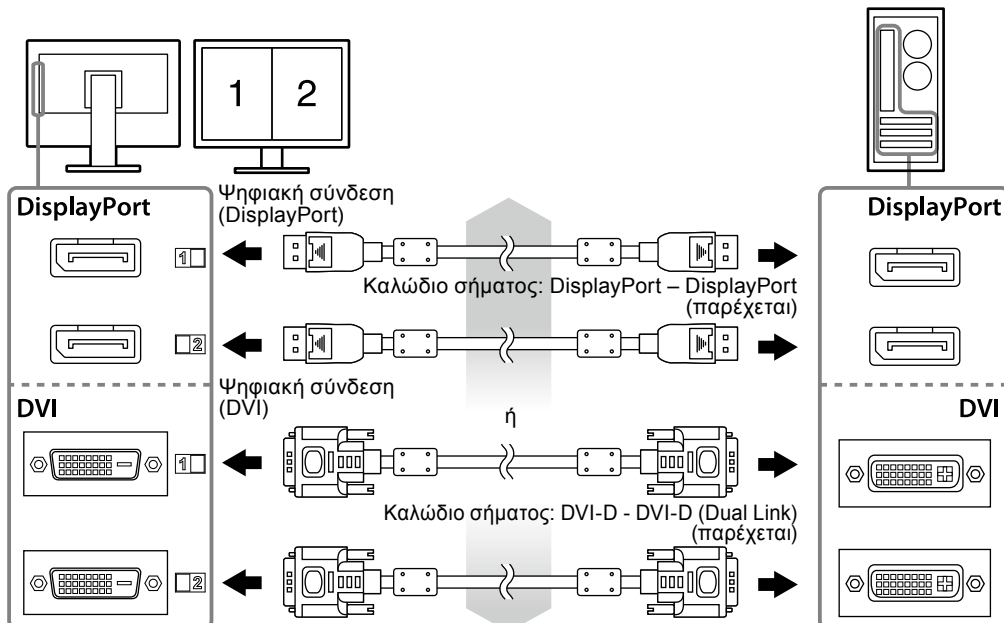 1 2
DisplayPort
Ψηφιακή σύνδεση
(DisplayPort)
DisplayPort
1
Καλώδιο σήματος: DisplayPort – DisplayPort
(παρέχεται)
2
DVI
Ψηφιακή σύνδεση
(DVI)
ή
DVI
1
Καλώδιο σήματος: DVI-D - DVI-D (Dual Link)
(παρέχεται)
2